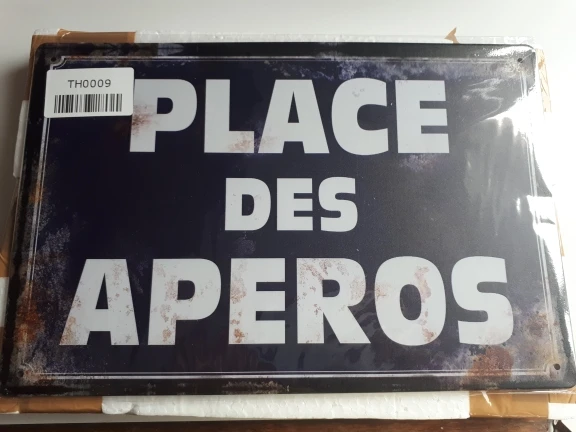 TH0009
PLACE
DES
APEROS